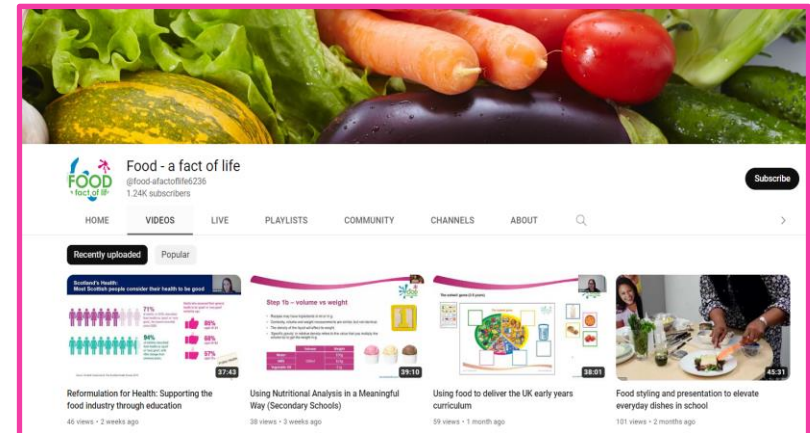 FOOD
a fact of life
Food - a fact of life
@food-afactoflife6236
1.24K subscribers
Subscribe
HOME VIDEOS LIVE PLAYLISTS COMMUNITY CHANNELS ABOUT
Recently uploaded Popular
Scotland's Health:
Most Scottish people consider their health to be good
71%
94%
85%
68%
57%
37:43
Step 1b – volume vs weight
39:10
38:01
45:31
Reformulation for Health: Supporting the
food industry through education
46 views • 2 weeks ago
Using Nutritional Analysis in a Meaningful
Way (Secondary Schools)
38 views • 3 weeks ago
Using food to deliver the UK early years
curriculum
59 views • 1 month ago
Food styling and presentation to elevate
everyday dishes in school
101 views • 2 months ago